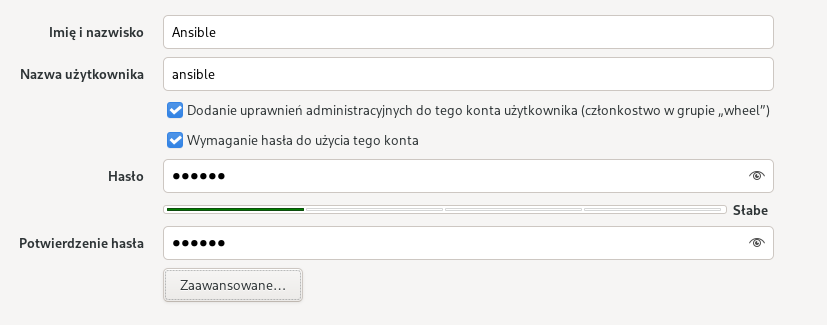 Imię i nazwisko Ansible
Nazwa użytkownika ansible
Dodanie uprawnień administracyjnych do tego konta użytkownika (członkostwo w grupie „wheel”)
Wymaganie hasła do użycia tego konta
Hasło ●●●●●●
Słabe
Potwierdzenie hasła ●●●●●●
Zaawansowane...